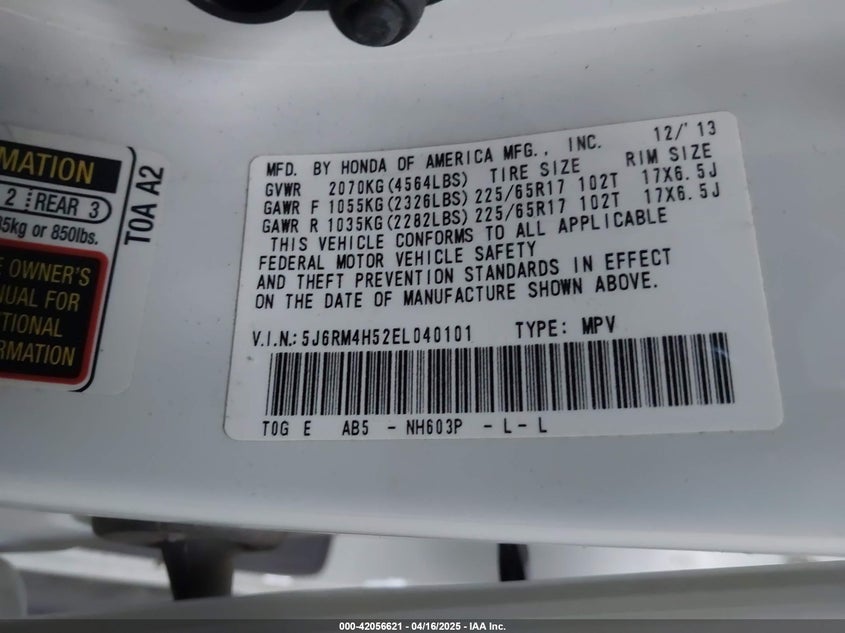 MATION
2 REAR 3
5kg or 850lbs.
OWNER'S
UAL FOR
TIONAL
RMATION
T0A A2
MFD. BY HONDA OF AMERICA MFG., INC. 12/'13
GVWR 2070KG(4564LBS) TIRE SIZE RIM SIZE
GAWR F 1055KG(2326LBS) 225/65R17 102T 17X6.5J
GAWR R 1035KG(2282LBS) 225/65R17 102T 17X6.5J
THIS VEHICLE CONFORMS TO ALL APPLICABLE
FEDERAL MOTOR VEHICLE SAFETY
AND THEFT PREVENTION STANDARDS IN EFFECT
ON THE DATE OF MANUFACTURE SHOWN ABOVE.
V.I.N.: 5J6RM4H52EL040101 TYPE: MPV
T0G E AB5 - NH603P - L - L
000-42056621 - 04/16/2025 - IAA Inc.